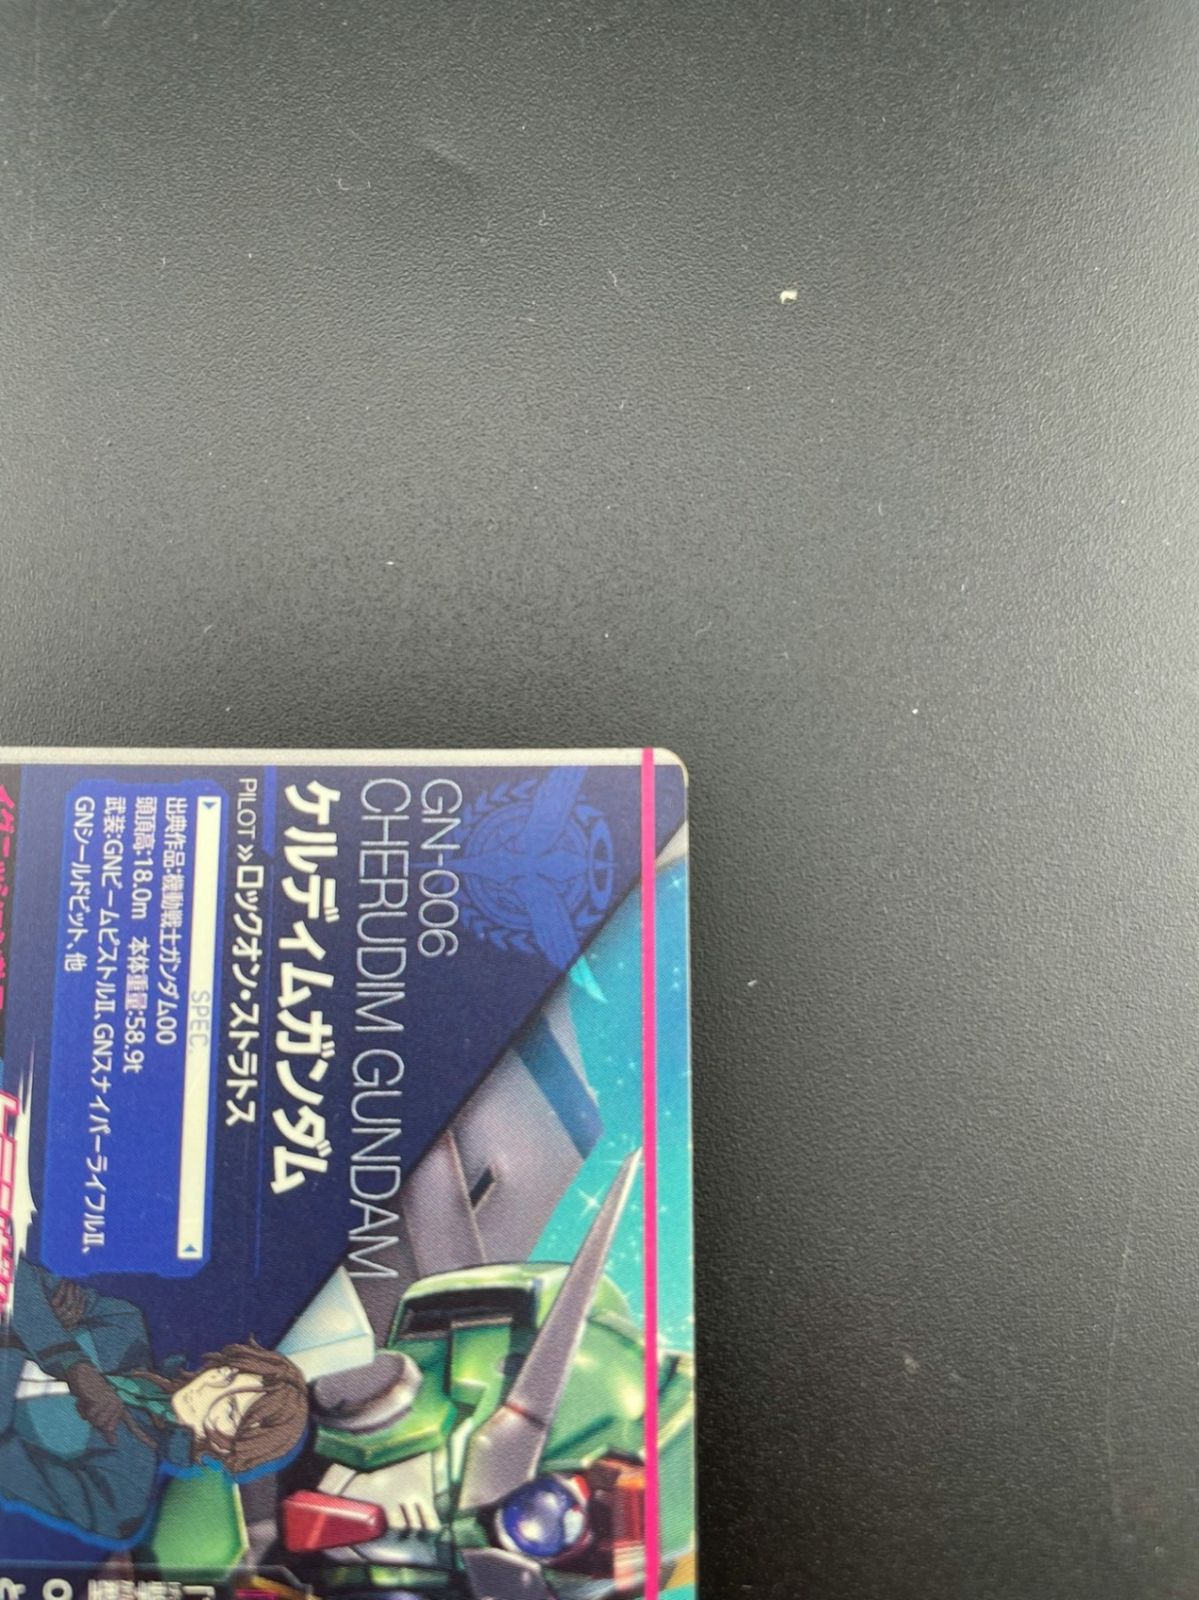 GN-006
CHERUDIM GUNDAM
ケルディムガンダム
PILOT >> ロックオン・ストラトス
SPEC.
出典作品:機動戦士ガンダム00
頭頂高:18.0m 本体重量:58.9t
武装:GNビームピストルⅡ、GNスナイパーライフルⅡ、
GNシールドビット、他